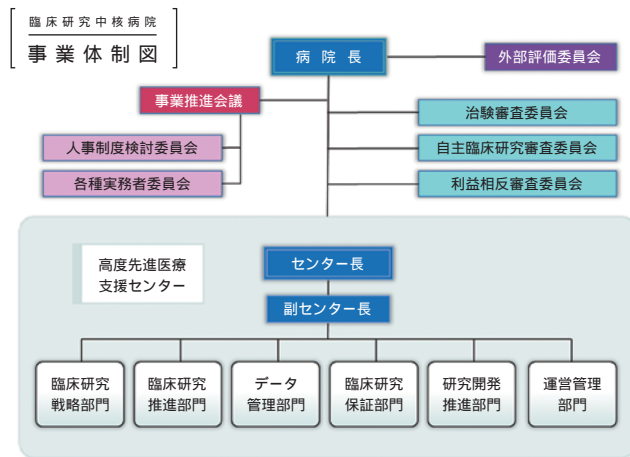 臨床研究中核病院
事業体制図
病院長
外部評価委員会
事業推進会議
治験審査委員会
人事制度検討委員会
自主臨床研究審査委員会
各種実務者委員会
利益相反審査委員会
高度先進医療
支援センター
センター長
副センター長
臨床研究
戦略部門
臨床研究
推進部門
データ
管理部門
臨床研究
保証部門
研究開発
推進部門
運営管理
部門